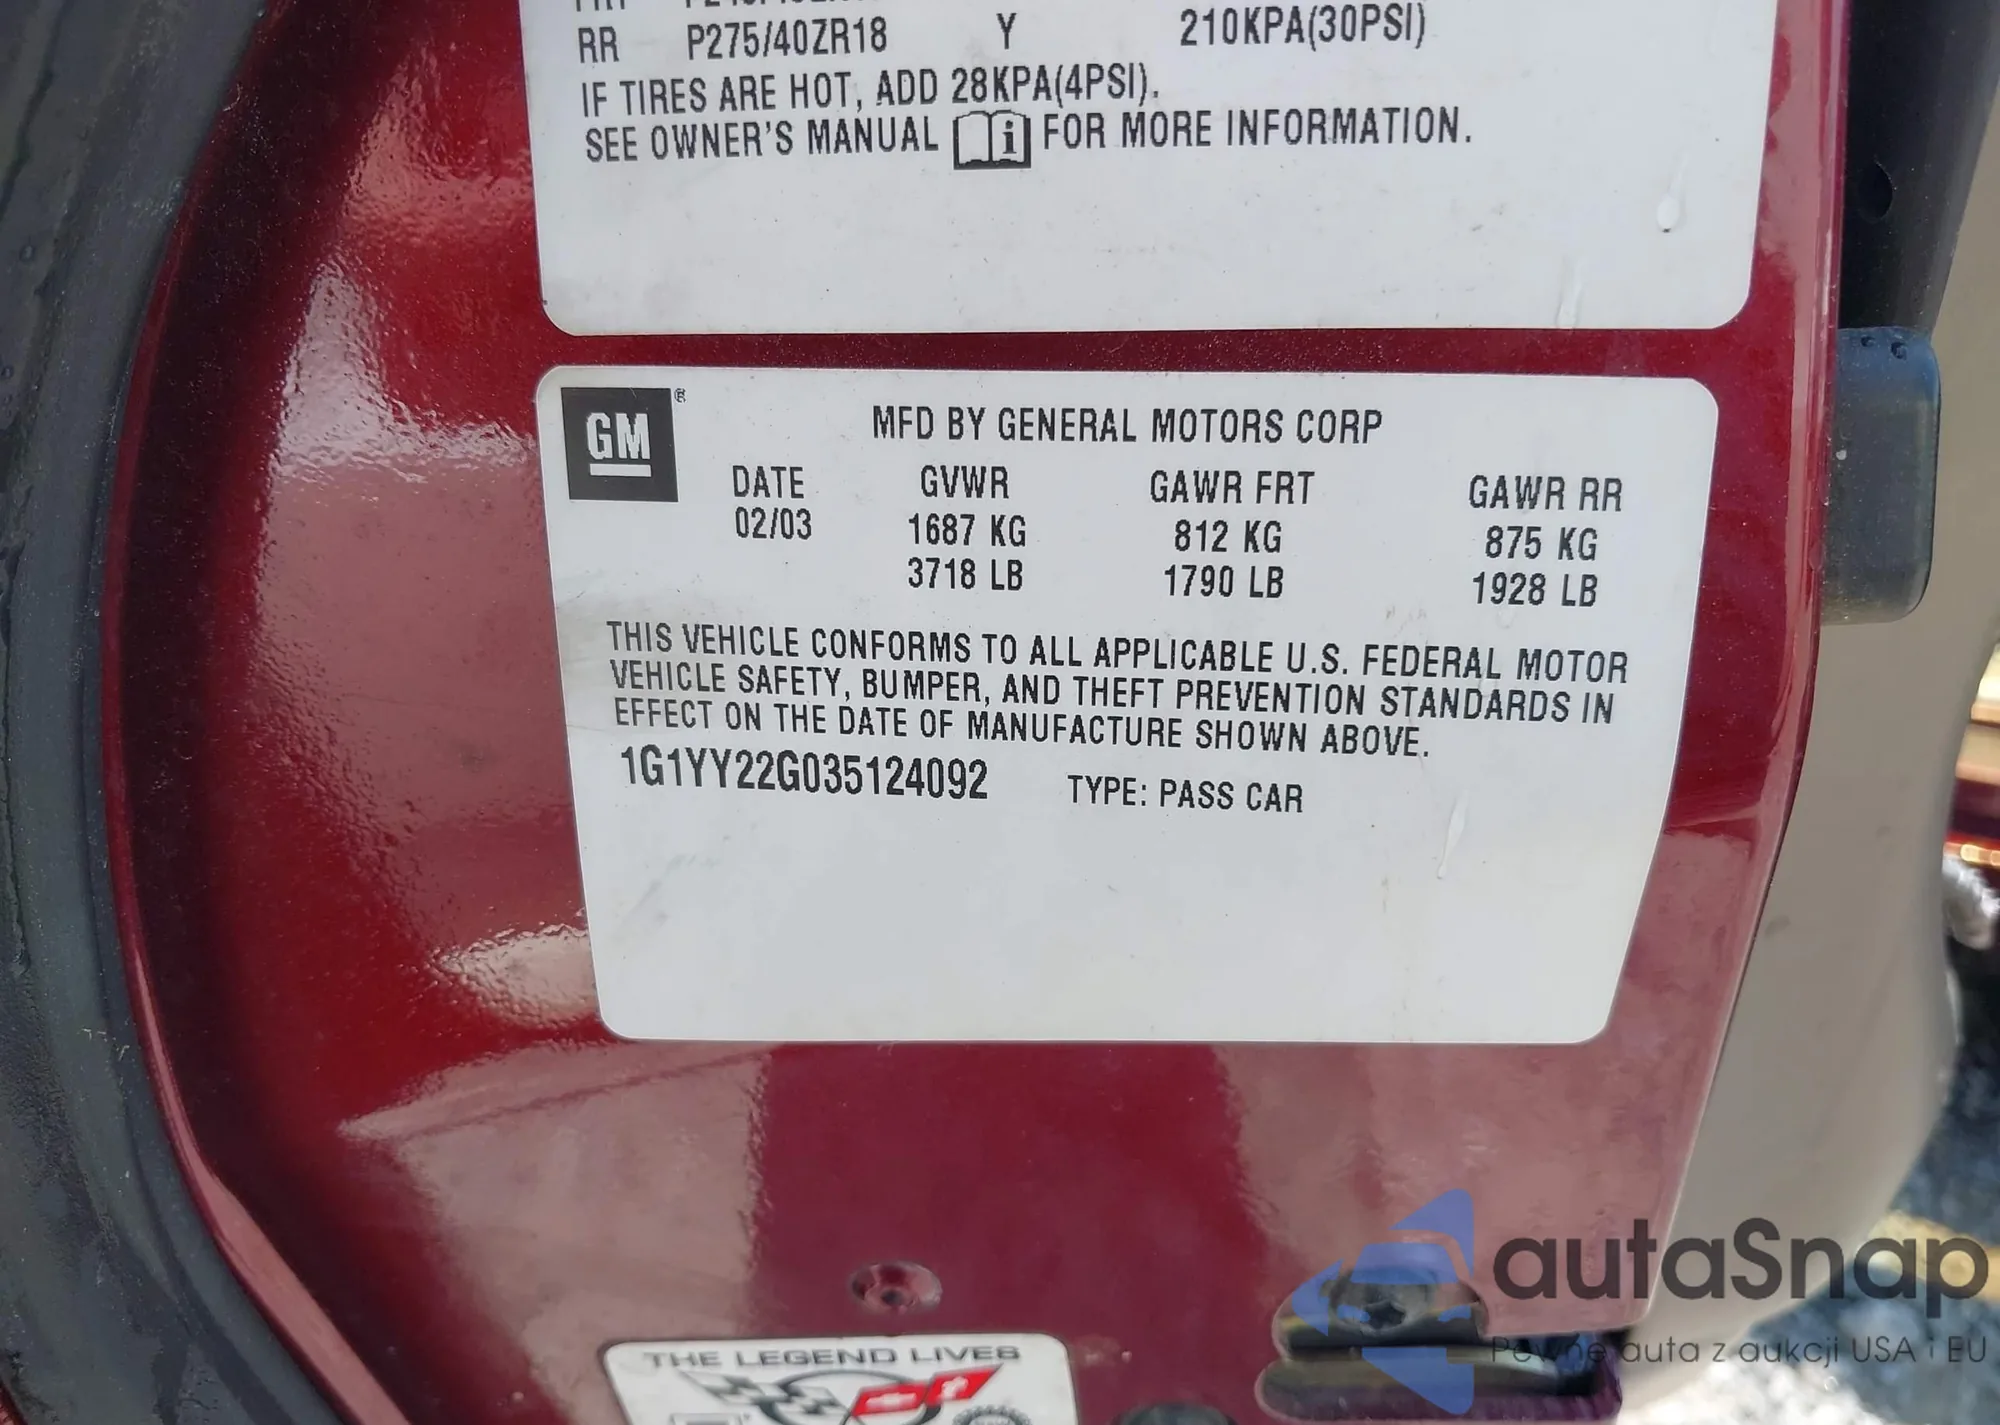 RR P275/40ZR18 Y 210KPA(30PSI)
IF TIRES ARE HOT, ADD 28KPA(4PSI).
SEE OWNER'S MANUAL i FOR MORE INFORMATION.
GM ®
MFD BY GENERAL MOTORS CORP
DATE GVWR GAWR FRT GAWR RR
02/03 1687 KG 812 KG 875 KG
3718 LB 1790 LB 1928 LB
THIS VEHICLE CONFORMS TO ALL APPLICABLE U.S. FEDERAL MOTOR
VEHICLE SAFETY, BUMPER, AND THEFT PREVENTION STANDARDS IN
EFFECT ON THE DATE OF MANUFACTURE SHOWN ABOVE.
1G1YY22G035124092 TYPE: PASS CAR
THE LEGEND LIVES
autaSnap
Pewne auta z aukcji USA i EU